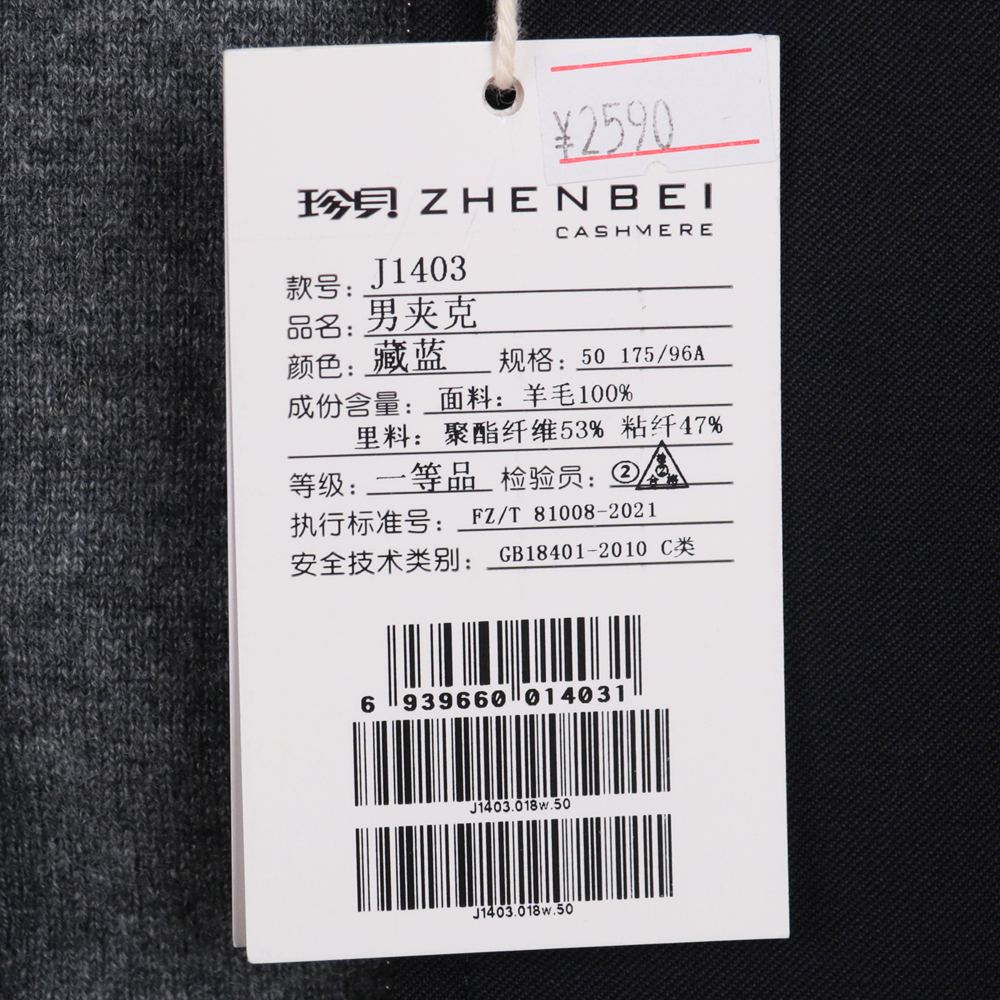 ¥2590
珍贝 ZHENBEI
CASHMERE
款号: J1403
品名: 男夹克
颜色: 藏蓝 规格: 50 175/96A
成份含量: 面料: 羊毛100%
里料: 聚酯纤维53% 粘纤47%
等级: 一等品 检验员: ②
合格
执行标准号: FZ/T 81008-2021
安全技术类别: GB18401-2010 C类
6 939660 014031
J1403.018w.50
J1403.018w.50